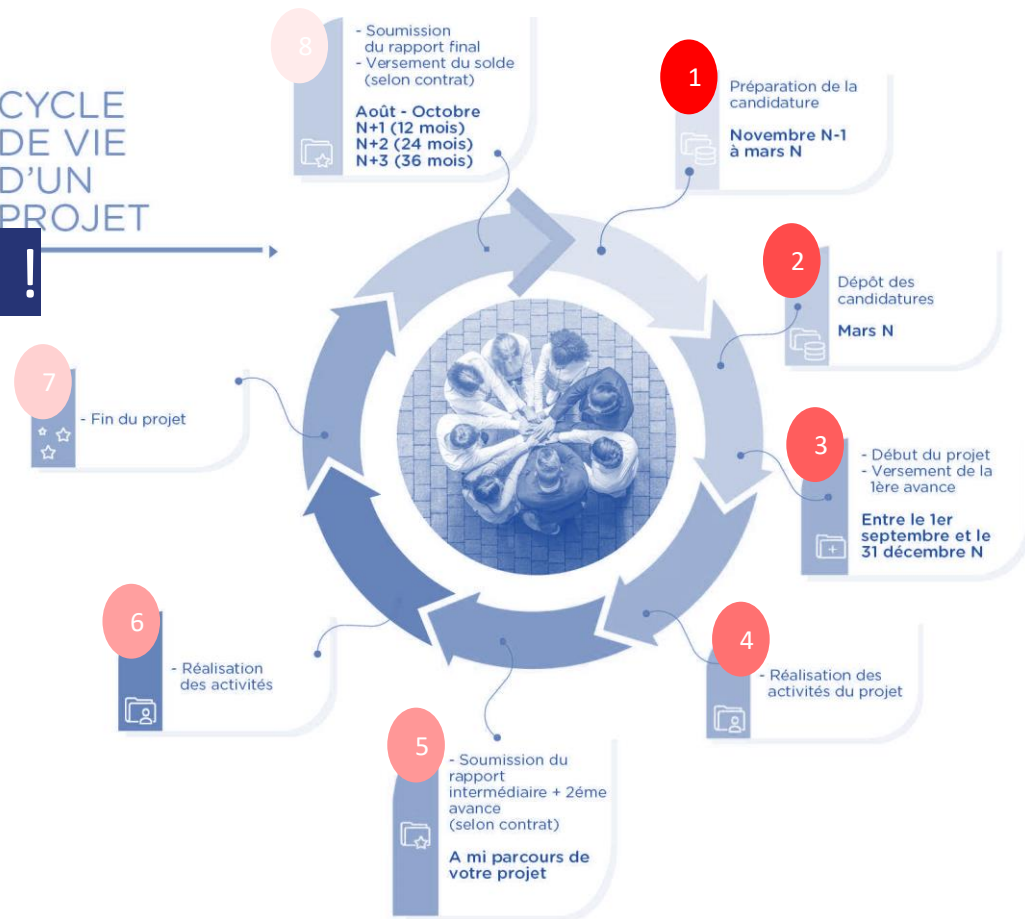 CYCLE
DE VIE
D'UN
PROJET
!
1
Préparation de la
candidature
Novembre N-1
à mars N
2
Dépôt des
candidatures
Mars N
3
- Début du projet
- Versement de la
1ère avance
Entre le 1er
septembre et le
31 décembre N
4
- Réalisation des
activités du projet
5
- Soumission du
rapport
intermédiaire + 2éme
avance
(selon contrat)
A mi parcours de
votre projet
6
- Réalisation
des activités
7
- Fin du projet
8
- Soumission
du rapport final
- Versement du solde
(selon contrat)
Août - Octobre
N+1 (12 mois)
N+2 (24 mois)
N+3 (36 mois)